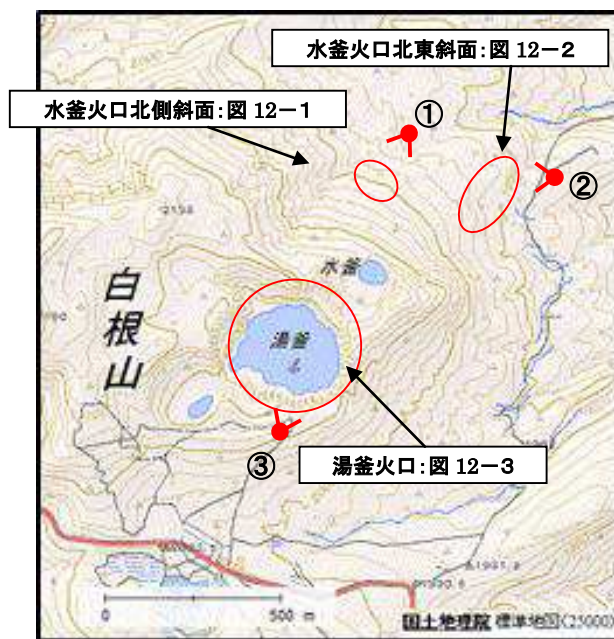 水釜火口北東斜面:図 12-2
水釜火口北側斜面:図 12-1
①
②
水釜
白根山
湯釜
③
湯釜火口:図 12-3
0 500 m
国土地理院 標準地図(25000)